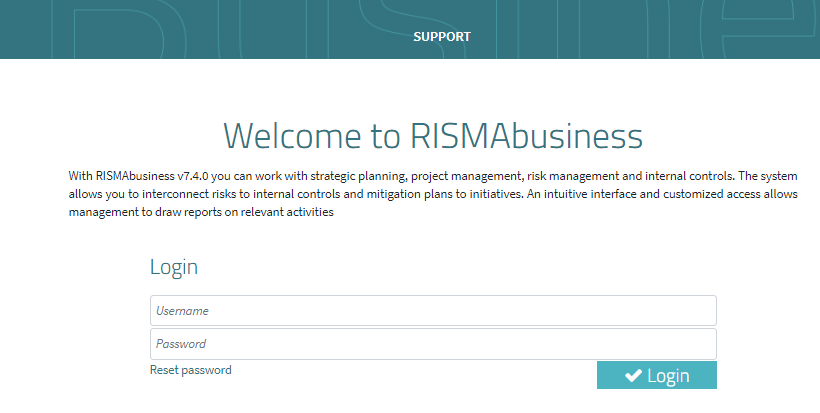 SUPPORT
Welcome to RISMAbusiness
With RISMAbusiness v7.4.0 you can work with strategic planning, project management, risk management and internal controls. The system
allows you to interconnect risks to internal controls and mitigation plans to initiatives. An intuitive interface and customized access allows
management to draw reports on relevant activities
Login
Username
Password
Reset password
Login